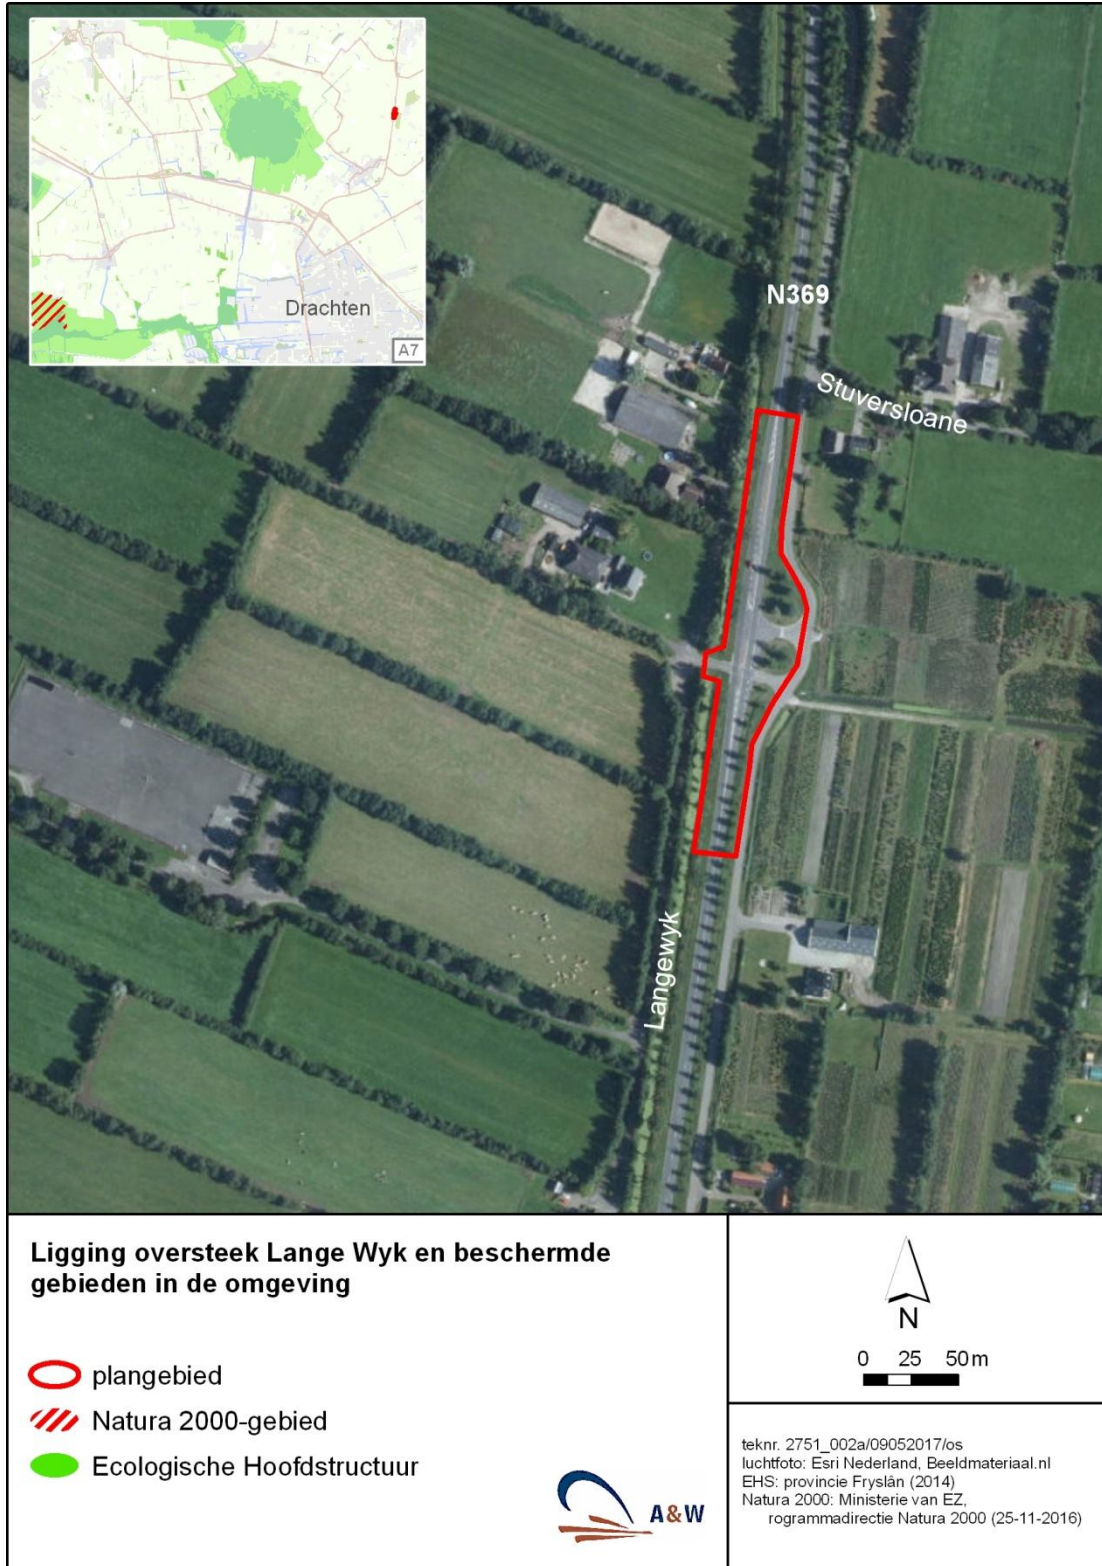 Drachten
A7
N369
Stuversloane
Langewyk
Ligging oversteek Lange Wyk en beschermde
gebieden in de omgeving
plangebied
Natura 2000-gebied
Ecologische Hoofdstructuur
A&W
N
0 25 50m
teknr. 2751_002a/09052017/os
luchtfoto: Esri Nederland, Beeldmateriaal.nl
EHS: provincie Fryslân (2014)
Natura 2000: Ministerie van EZ,
rogrammadirectie Natura 2000 (25-11-2016)